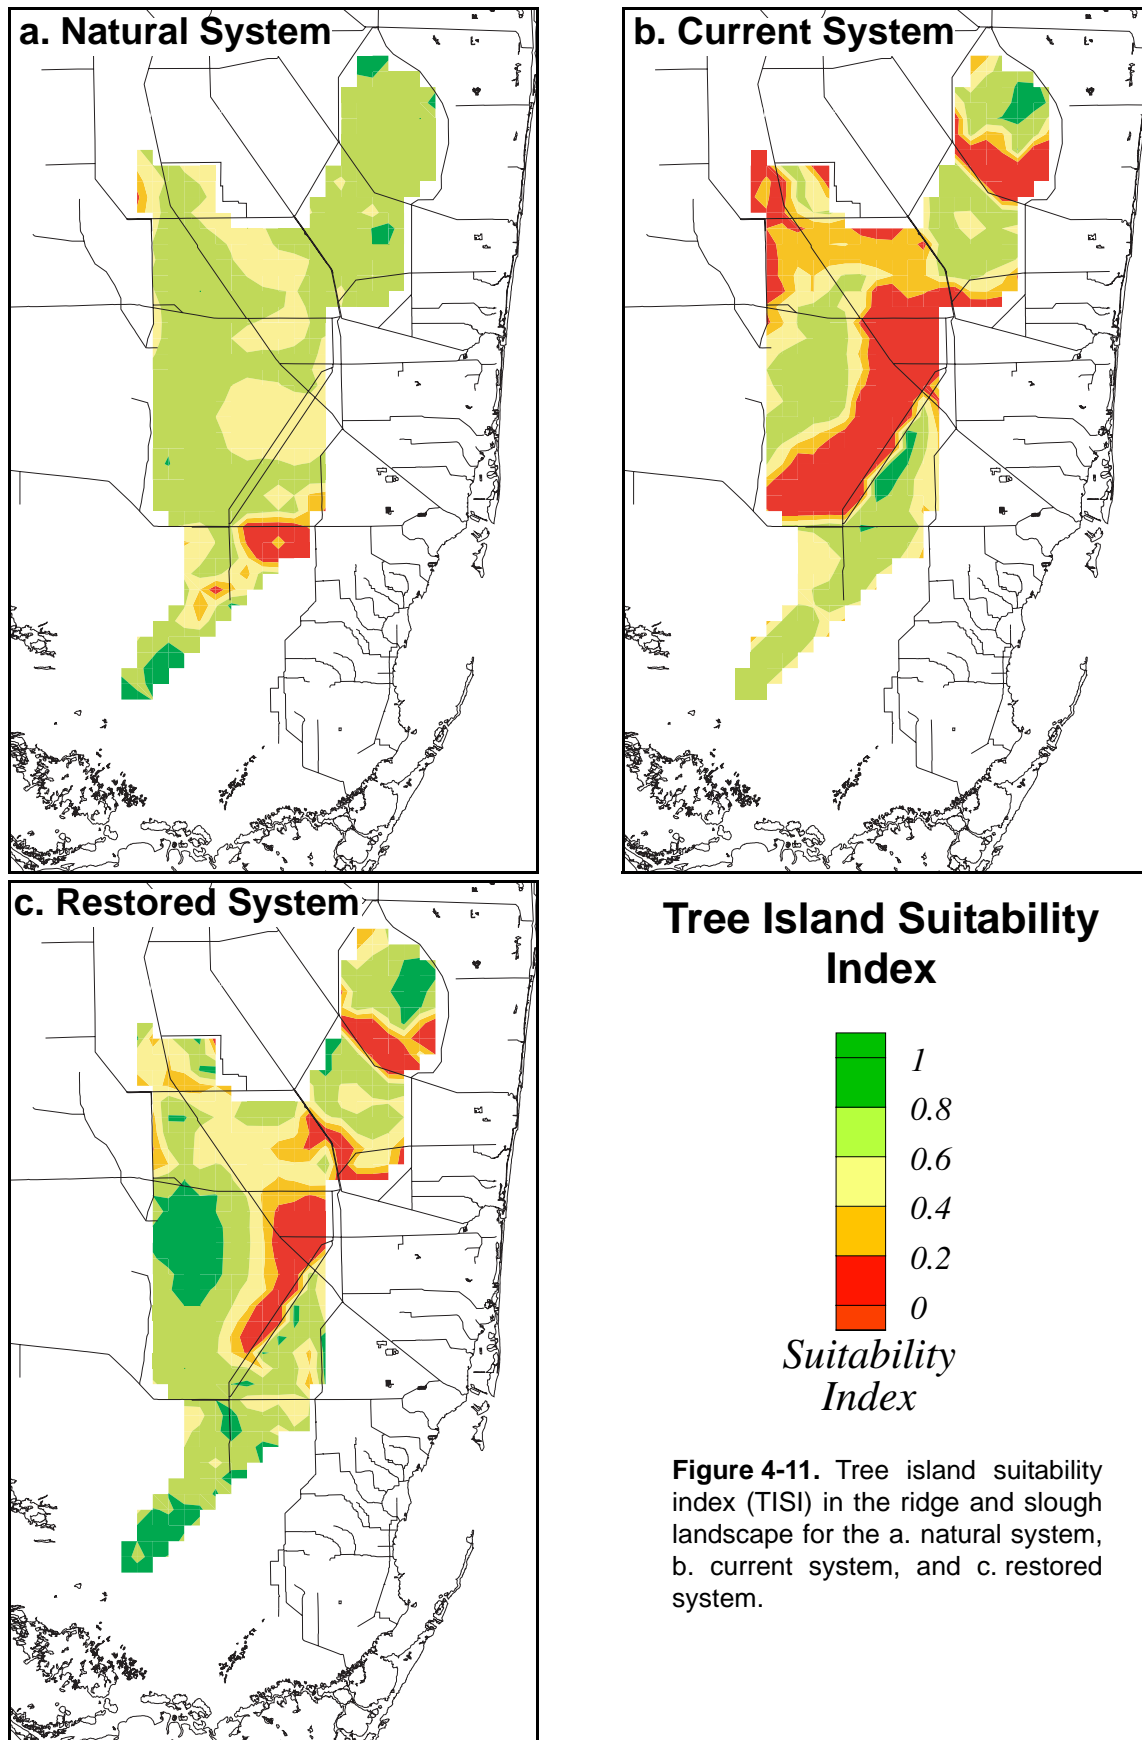 a. Natural System
b. Current System
c. Restored System
Tree Island Suitability
Index
1
0.8
0.6
0.4
0.2
0
Suitability
Index
Figure 4-11. Tree island suitability
index (TISI) in the ridge and slough
landscape for the a. natural system,
b. current system, and c. restored
system.